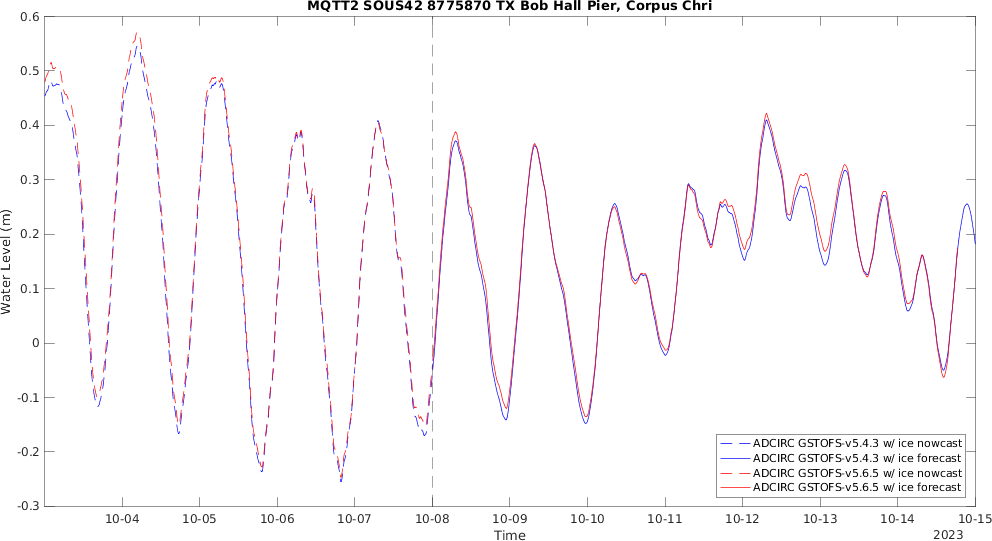 MQTT2 SOUS42 8775870 TX Bob Hall Pier, Corpus Chri
0.6
0.5
0.4
0.3
0.2
0.1
0
-0.1
-0.2
-0.3
Water Level (m)
ADCIRC GSTOFS-v5.4.3 w/ ice nowcast
ADCIRC GSTOFS-v5.4.3 w/ ice forecast
ADCIRC GSTOFS-v5.6.5 w/ ice nowcast
ADCIRC GSTOFS-v5.6.5 w/ ice forecast
10-04 10-05 10-06 10-07 10-08 10-09 10-10 10-11 10-12 10-13 10-14 10-15
Time
2023